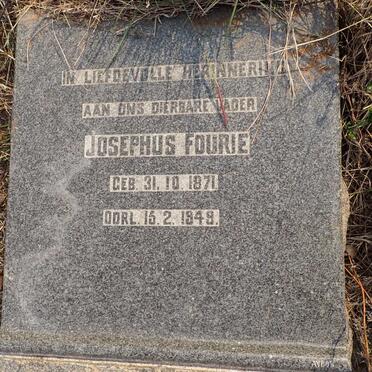 IN LIEFDEVOLLE HERINNERING
AAN ONS DIERBARE VADER
JOSEPHUS FOURIE
GEB. 31. 10. 1871.
OORL. 15. 2. 1949.